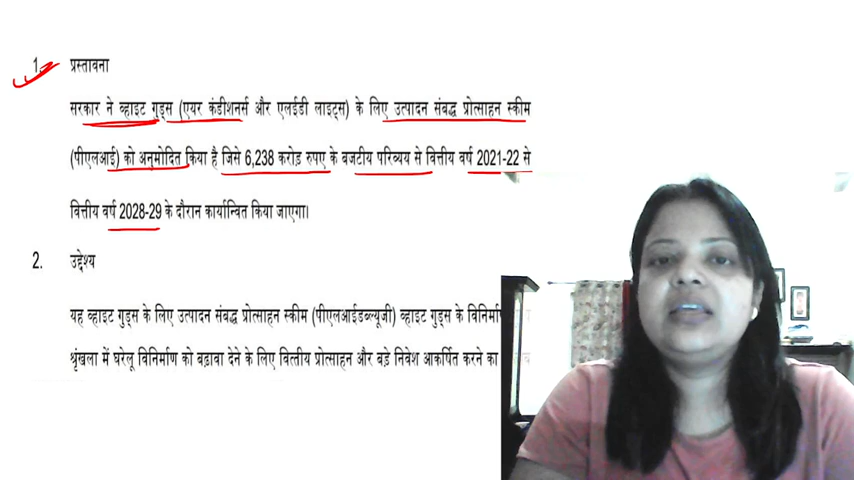 1. प्रस्तावना
सरकार ने व्हाइट गुड्स (एयर कंडीशनर्स और एलईडी लाइट्स) के लिए उत्पादन संबद्ध प्रोत्साहन स्कीम
(पीएलआई) को अनुमोदित किया है जिसे 6,238 करोड़ रुपए के बजटीय परिव्यय से वित्तीय वर्ष 2021-22 से
वित्तीय वर्ष 2028-29 के दौरान कार्यान्वित किया जाएगा।
2. उद्देश्य
यह व्हाइट गुड्स के लिए उत्पादन संबद्ध प्रोत्साहन स्कीम (पीएलआईडब्ल्यूजी) व्हाइट गुड्स के
श्रृंखला में घरेलू विनिर्माण को बढ़ावा देने के लिए वित्तीय प्रोत्साहन और बड़े निवेश आकर्षित करने का